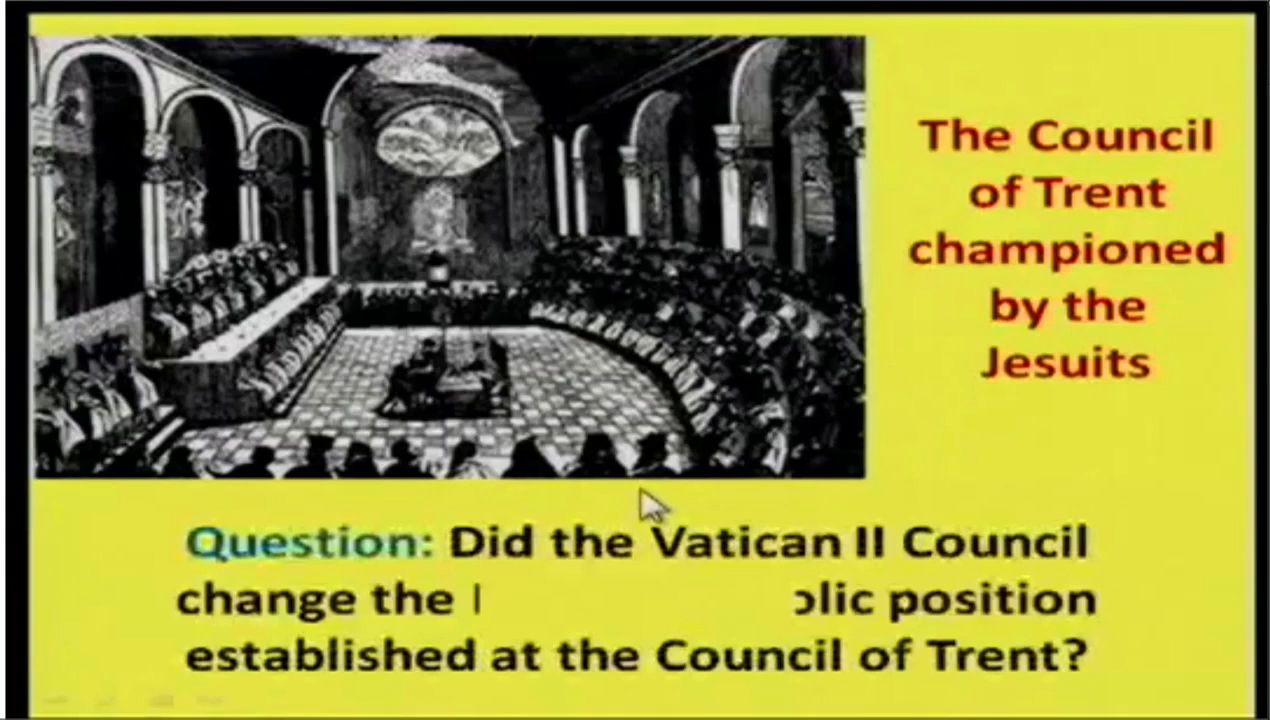 The Council
of Trent
championed
by the
Jesuits
Question: Did the Vatican II Council
change the position
established at the Council of Trent?